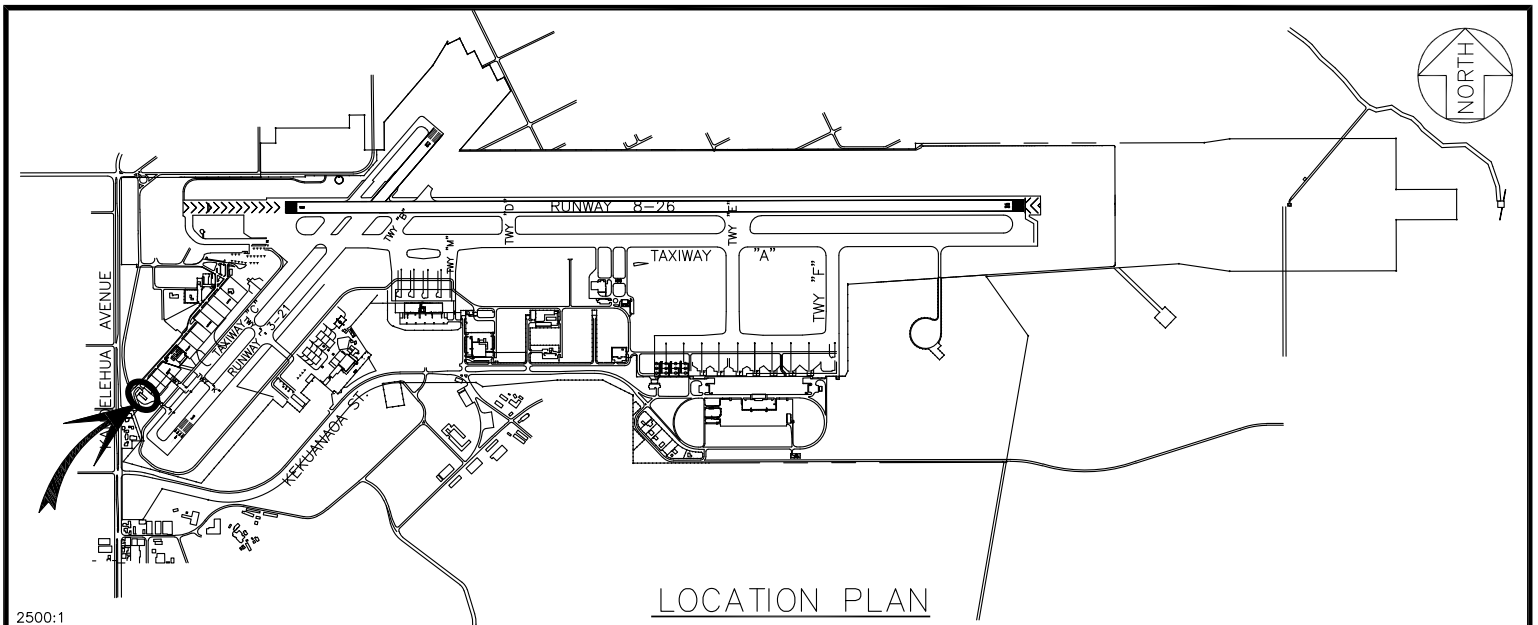 NORTH
RUNWAY 8-26
TWY "B"
TWY "D"
TWY "E"
TWY "M"
TAXIWAY "A"
TWY "F"
AVENUE
TAXIWAY "C"
RUNWAY 3-21
KEKUANAOA ST.
LOCATION PLAN
2500:1